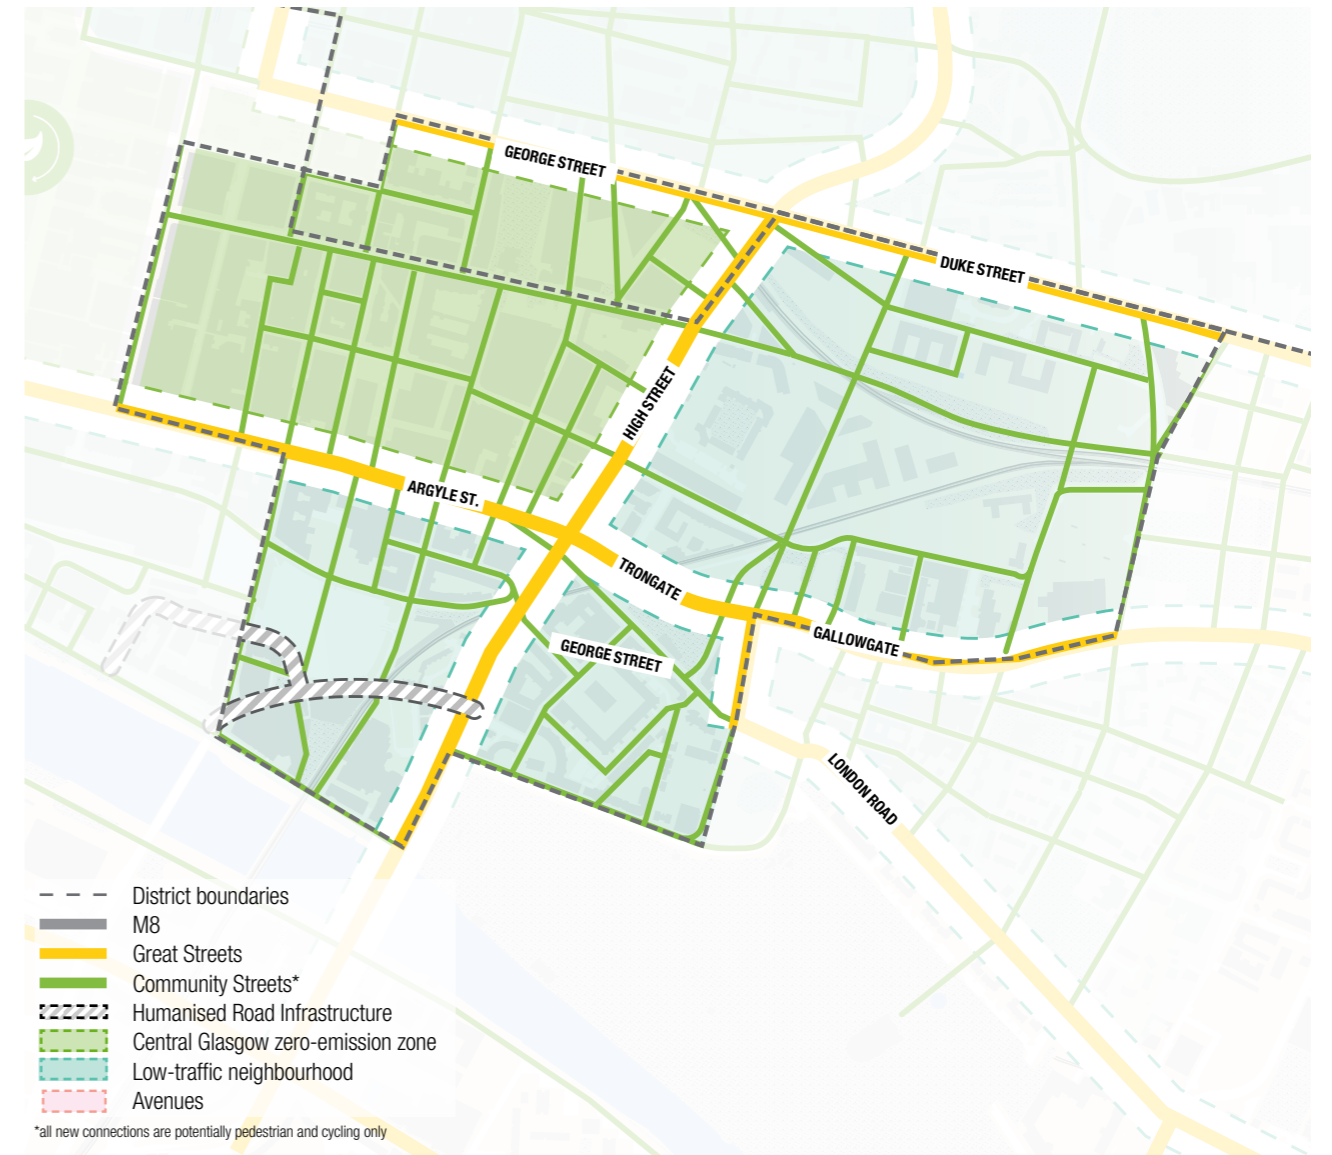 GEORGE STREET
DUKE STREET
HIGH STREET
ARGYLE ST.
TRONGATE
GALLOWGATE
GEORGE STREET
LONDON ROAD
District boundaries
M8
Great Streets
Community Streets*
Humanised Road Infrastructure
Central Glasgow zero-emission zone
Low-traffic neighbourhood
Avenues
*all new connections are potentially pedestrian and cycling only